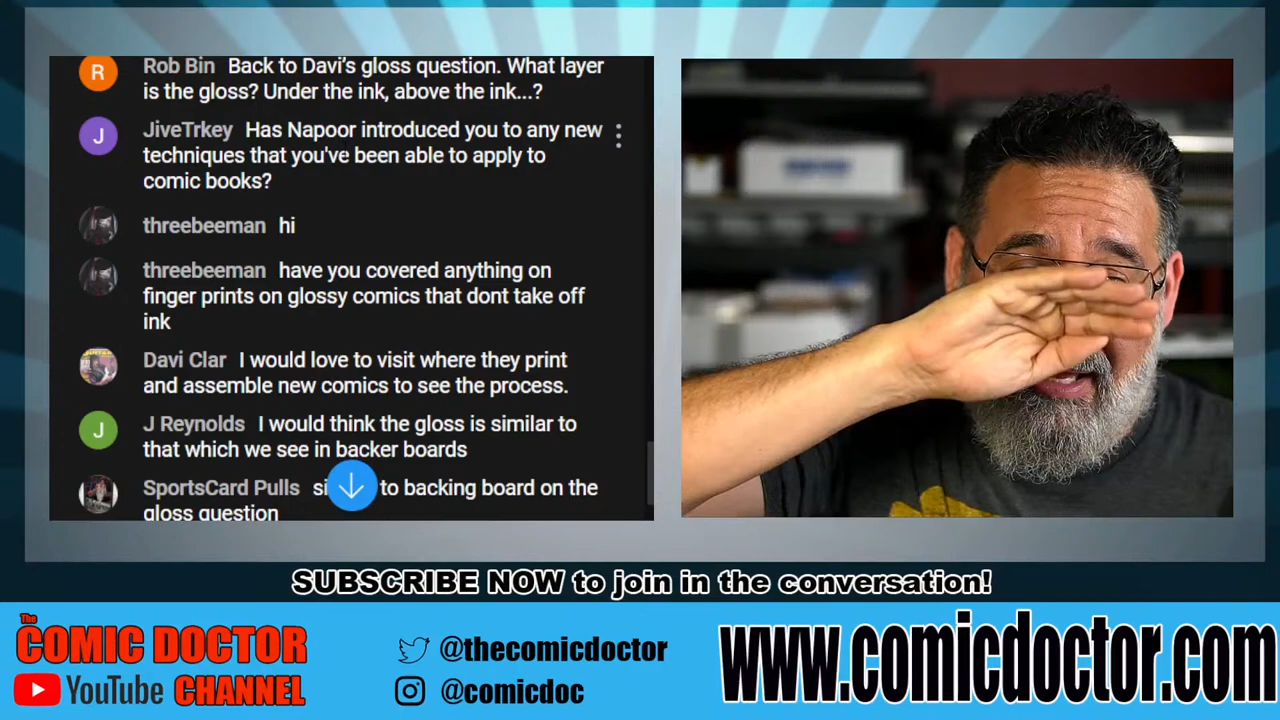 Rob Bin Back to Davi's gloss question. What layer
is the gloss? Under the ink, above the ink...?
J
JiveTrkey Has Napoor introduced you to any new
techniques that you've been able to apply to
comic books?
threebeeman hi
threebeeman have you covered anything on
finger prints on glossy comics that dont take off
ink
Davi Clar I would love to visit where they print
and assemble new comics to see the process.
J
J Reynolds I would think the gloss is similar to
that which we see in backer boards
SportsCard Pulls si to backing board on the
gloss question
R
SUBSCRIBE NOW to join in the conversation!
The
COMIC DOCTOR
YouTube CHANNEL
@thecomicdoctor
@comicdoc
www.comicdoctor.com